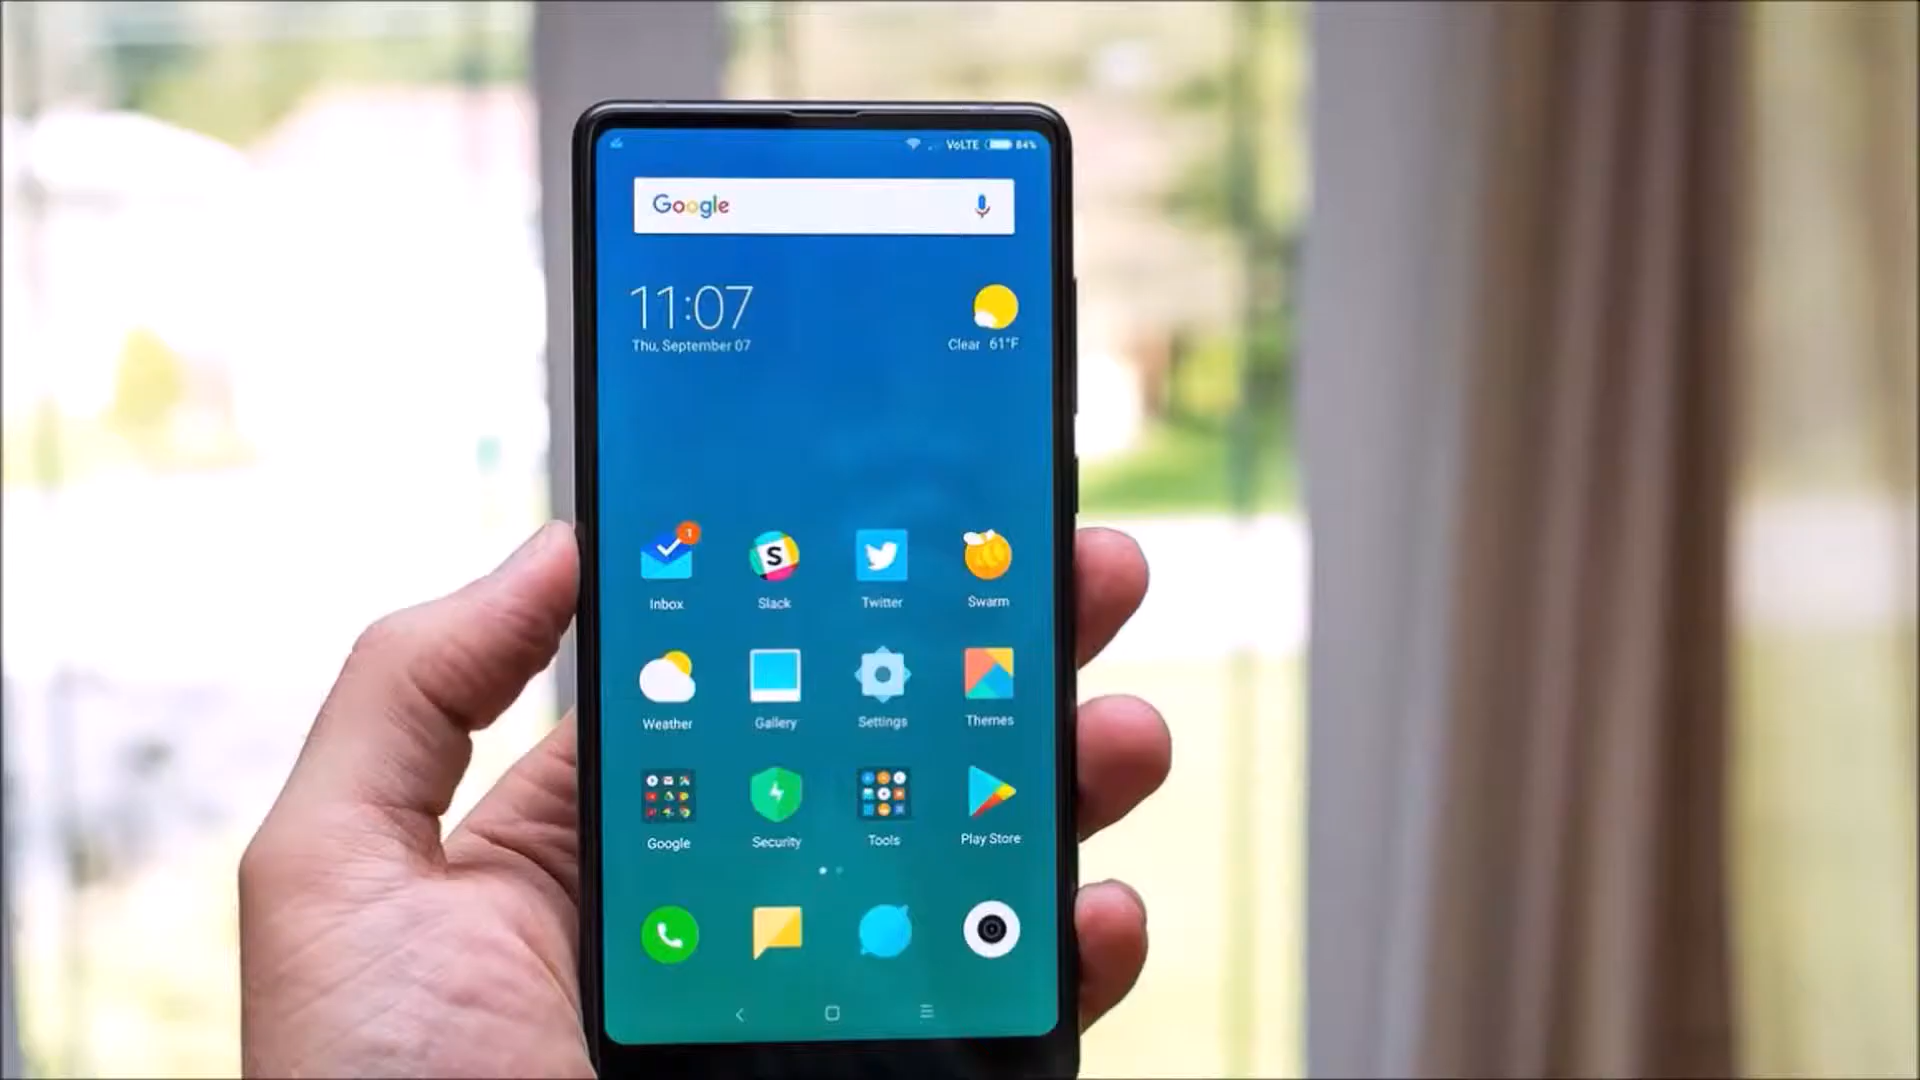 VoLTE 84%
Google
11:07
Thu, September 07
Clear 61°F
1
S
Inbox Slack Twitter Swarm
Weather Gallery Settings Themes
Google Security Tools Play Store